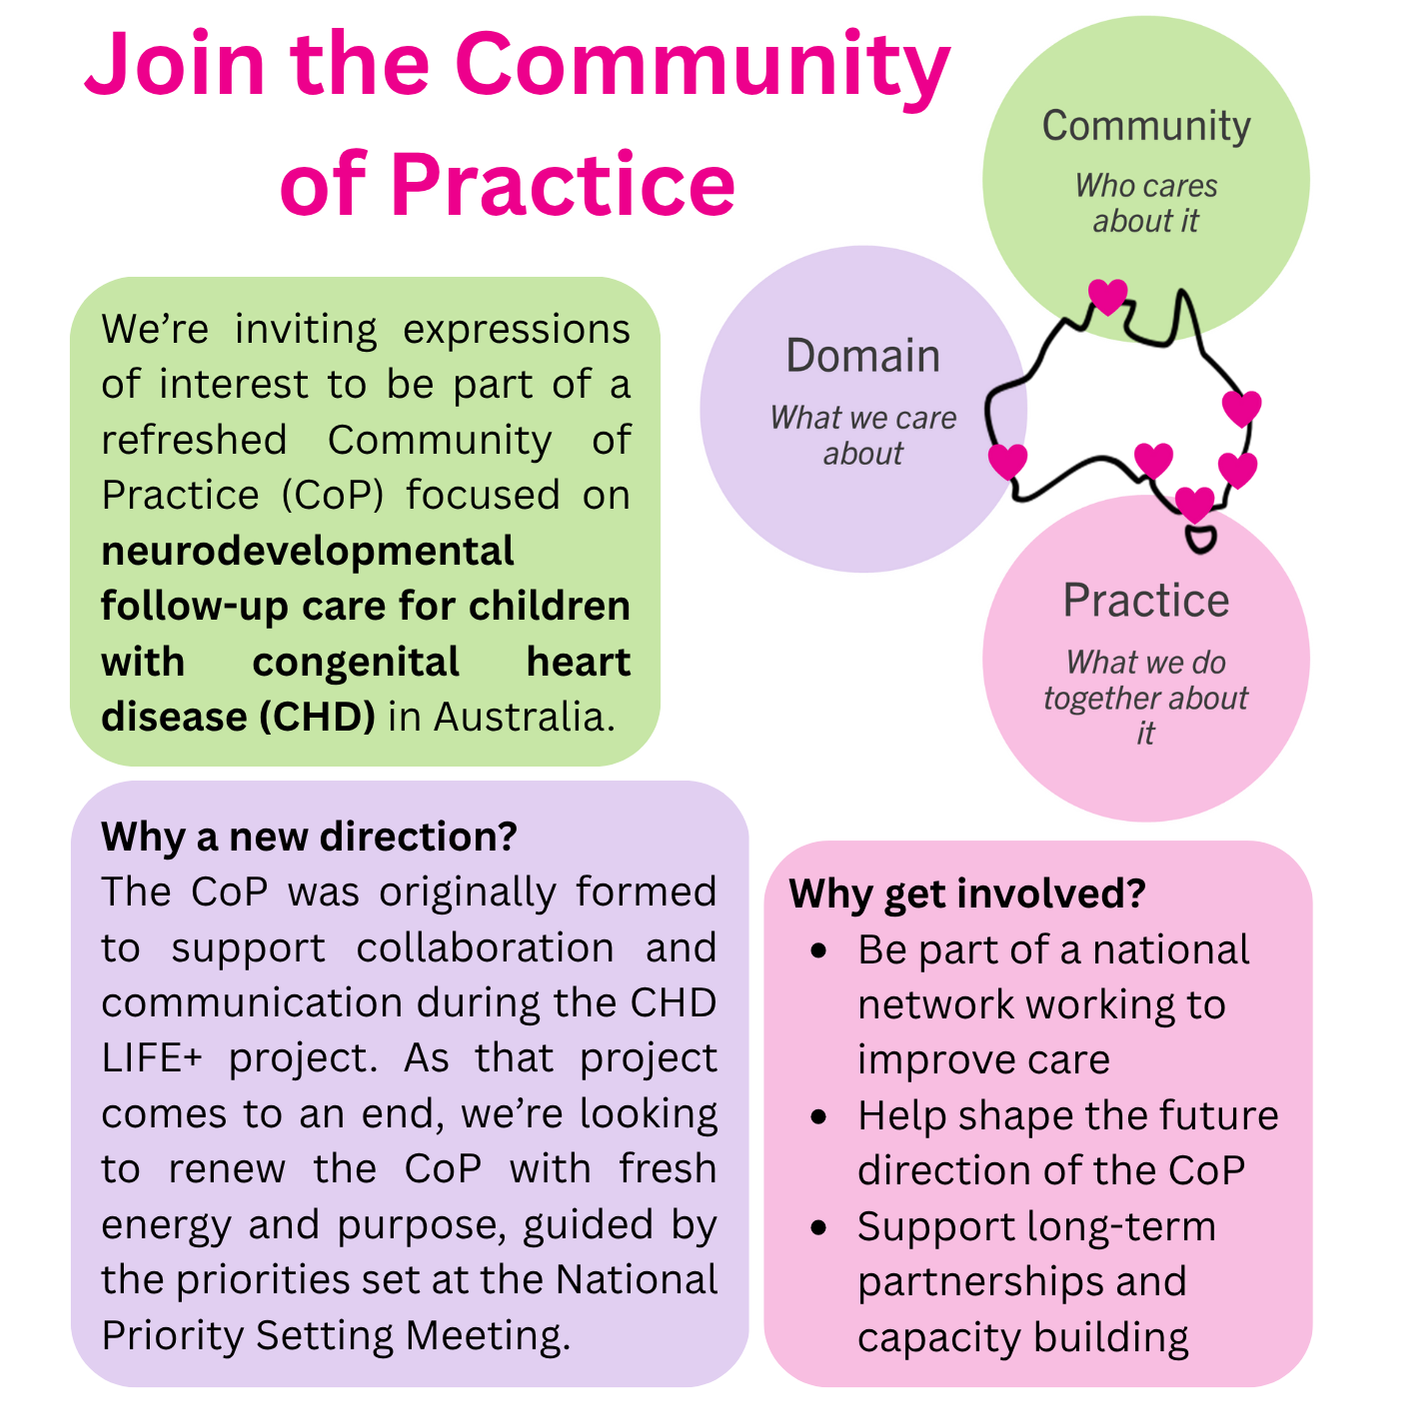 Join the Community
of Practice
Community
Who cares
about it
Domain
What we care
about
Practice
What we do
together about
it
We’re inviting expressions
of interest to be part of a
refreshed Community of
Practice (CoP) focused on
neurodevelopmental
follow-up care for children
with congenital heart
disease (CHD) in Australia.
Why a new direction?
The CoP was originally formed
to support collaboration and
communication during the CHD
LIFE+ project. As that project
comes to an end, we’re looking
to renew the CoP with fresh
energy and purpose, guided by
the priorities set at the National
Priority Setting Meeting.
Why get involved?
• Be part of a national
network working to
improve care
• Help shape the future
direction of the CoP
• Support long-term
partnerships and
capacity building